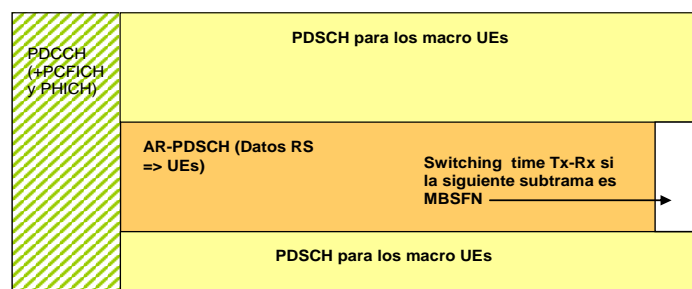 PDSCH para los macro UEs
PDCCH
(+PCFICH
y PHICH)
AR-PDSCH (Datos RS
=> UEs)
Switching time Tx-Rx si
la siguiente subtrama es
MBSFN
PDSCH para los macro UEs